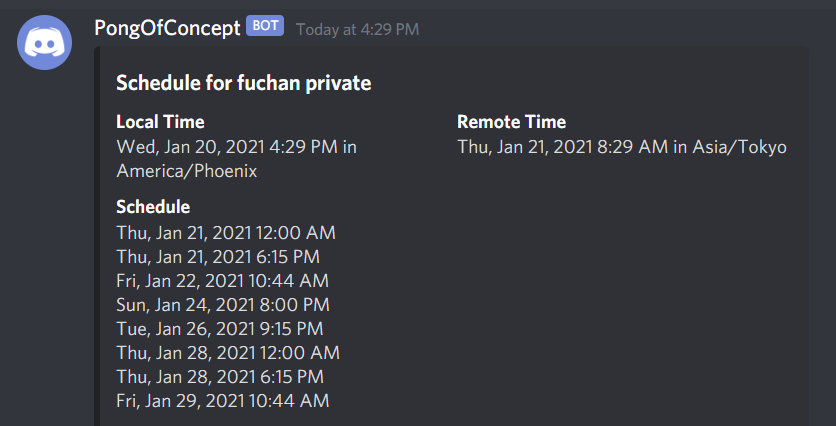 PongOfConcept BOT Today at 4:29 PM
Schedule for fuchan private
Local Time
Wed, Jan 20, 2021 4:29 PM in
America/Phoenix
Remote Time
Thu, Jan 21, 2021 8:29 AM in Asia/Tokyo
Schedule
Thu, Jan 21, 2021 12:00 AM
Thu, Jan 21, 2021 6:15 PM
Fri, Jan 22, 2021 10:44 AM
Sun, Jan 24, 2021 8:00 PM
Tue, Jan 26, 2021 9:15 PM
Thu, Jan 28, 2021 12:00 AM
Thu, Jan 28, 2021 6:15 PM
Fri, Jan 29, 2021 10:44 AM